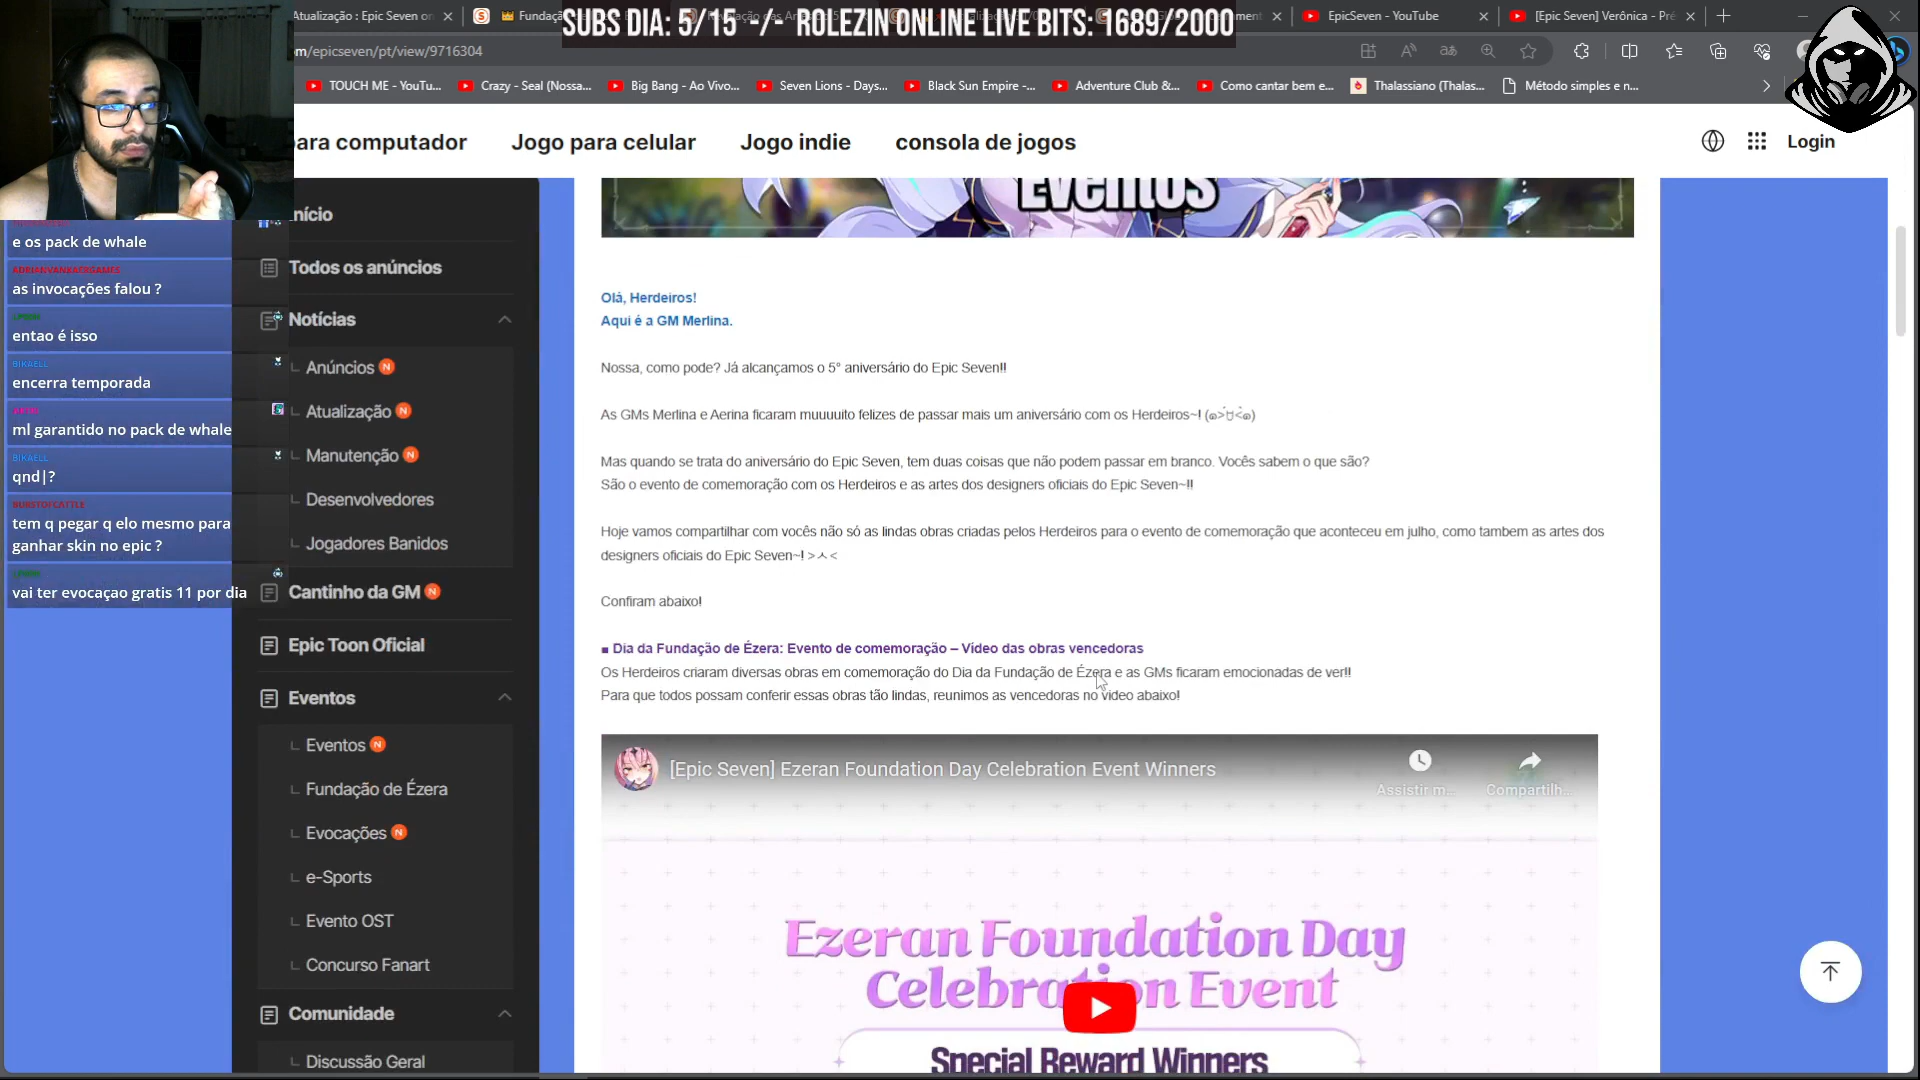 Atualização : Epic Seven on
SUBS DIA: 5/15 -/- ROLEZIN ONLINE LIVE BITS: 1689/2000
EpicSeven - YouTube
[Epic Seven] Verônica - Pré
om/epicseven/pt/view/9716304
TOUCH ME - YouTu...
Crazy - Seal (Nossa...
Big Bang - Ao Vivo...
Seven Lions - Days...
Black Sun Empire -...
Adventure Club &...
Como cantar bem e...
Thalassiano (Thalas...
Método simples e n...
para computador
Jogo para celular
Jogo indie
consola de jogos
Login
e os pack de whale
ADRIANVANKAERGAMES
as invocações falou ?
entao é isso
BIKAELL
encerra temporada
ml garantido no pack de whale
BIKAELL
qnd|?
tem q pegar q elo mesmo para
ganhar skin no epic ?
vai ter evocaçao gratis 11 por dia
Início
Todos os anúncios
Notícias
Anúncios N
Atualização N
Manutenção N
Desenvolvedores
Jogadores Banidos
Cantinho da GM N
Epic Toon Oficial
Eventos
Eventos N
Fundação de Ézera
Evocações N
e-Sports
Evento OST
Concurso Fanart
Comunidade
Discussão Geral
Eventos
Olá, Herdeiros!
Aqui é a GM Merlina.
Nossa, como pode? Já alcançamos o 5° aniversário do Epic Seven!!
As GMs Merlina e Aerina ficaram muuuuito felizes de passar mais um aniversário com os Herdeiros~!
Mas quando se trata do aniversário do Epic Seven, tem duas coisas que não podem passar em branco. Vocês sabem o que são?
São o evento de comemoração com os Herdeiros e as artes dos designers oficiais do Epic Seven~!!
Hoje vamos compartilhar com vocês não só as lindas obras criadas pelos Herdeiros para o evento de comemoração que aconteceu em julho, como tambem as artes dos
designers oficiais do Epic Seven~! >ㅅ<
Confiram abaixo!
■ Dia da Fundação de Ézera: Evento de comemoração – Vídeo das obras vencedoras
Os Herdeiros criaram diversas obras em comemoração do Dia da Fundação de Ézera e as GMs ficaram emocionadas de ver!!
Para que todos possam conferir essas obras tão lindas, reunimos as vencedoras no vídeo abaixo!
[Epic Seven] Ezeran Foundation Day Celebration Event Winners
Assistir m...
Compartilh...
Ezeran Foundation Day
Celebration Event
Special Reward Winners